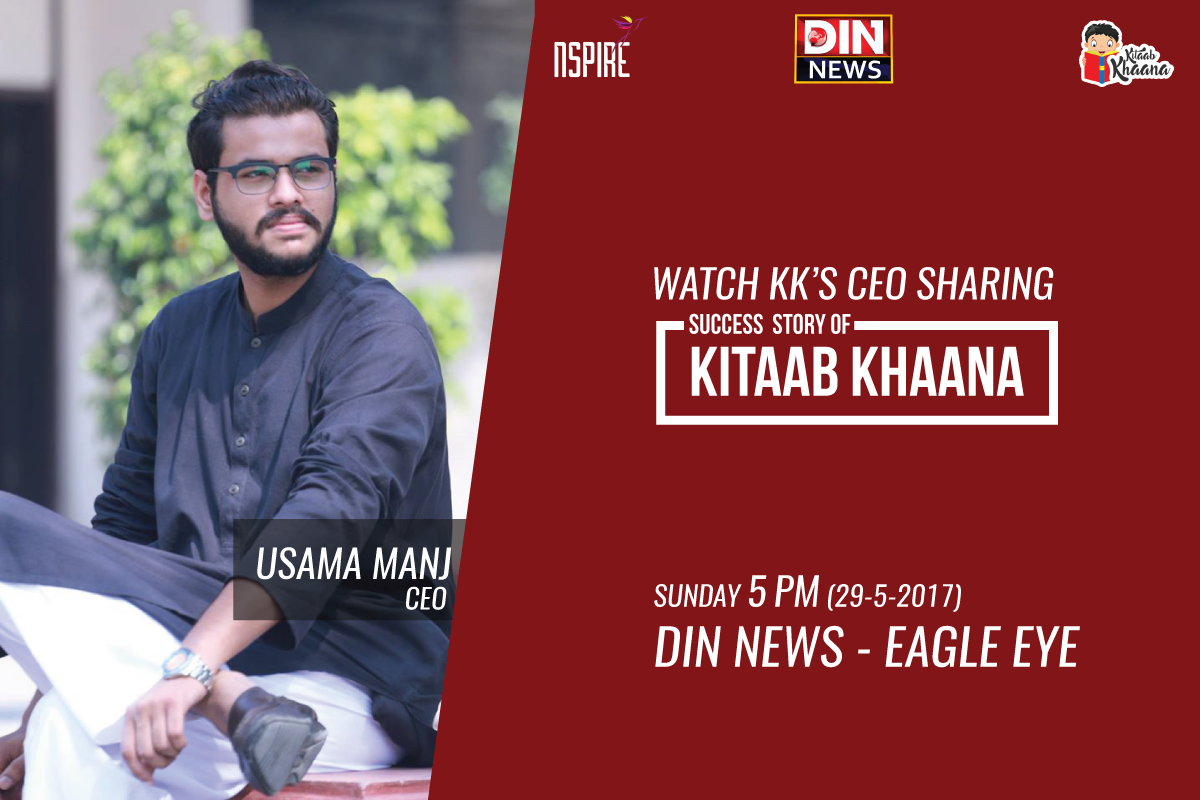 NSPIRE
DIN
NEWS
Kitaab
Khaana
WATCH KK'S CEO SHARING
SUCCESS STORY OF
KITAAB KHAANA
USAMA MANJ
CEO
SUNDAY 5 PM (29-5-2017)
DIN NEWS - EAGLE EYE